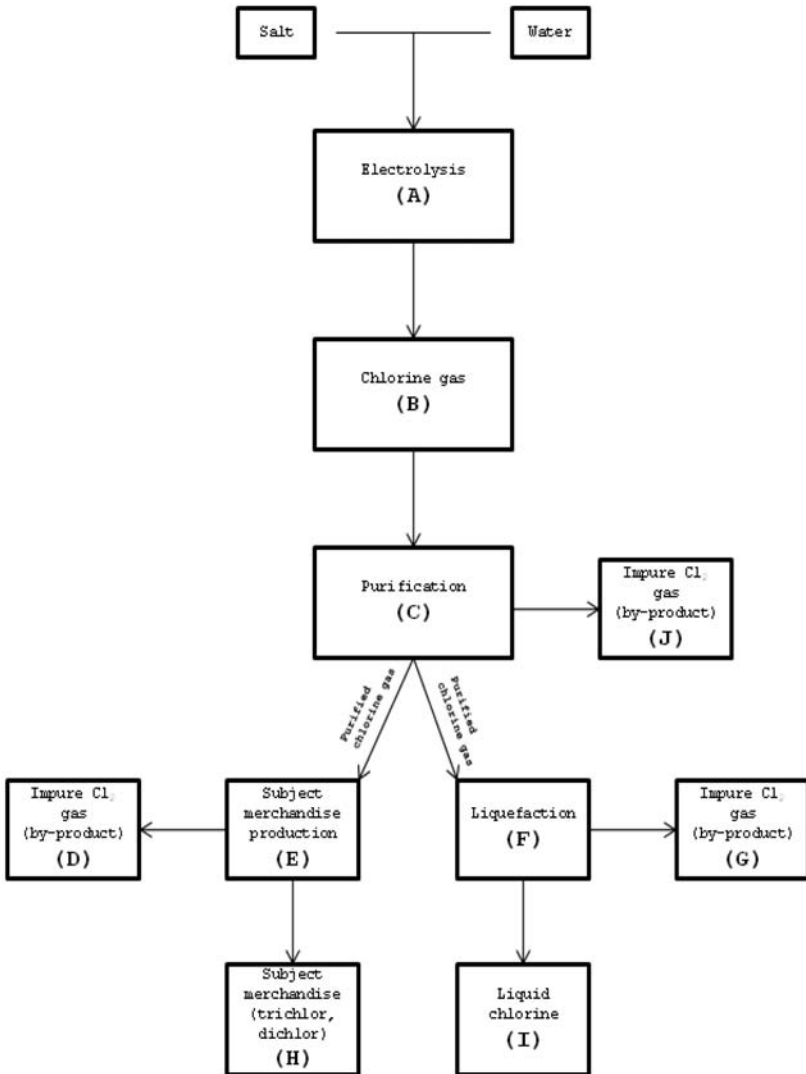 Salt
Water
Electrolysis
(A)
Chlorine gas
(B)
Purification
(C)
Impure Cl₂
gas
(by-product)
(J)
Purified
chlorine gas
Purified
chlorine gas
Impure Cl₂
gas
(by-product)
(D)
Subject
merchandise
production
(E)
Liquefaction
(F)
Impure Cl₂
gas
(by-product)
(G)
Subject
merchandise
(trichlor,
dichlor)
(H)
Liquid
chlorine
(I)